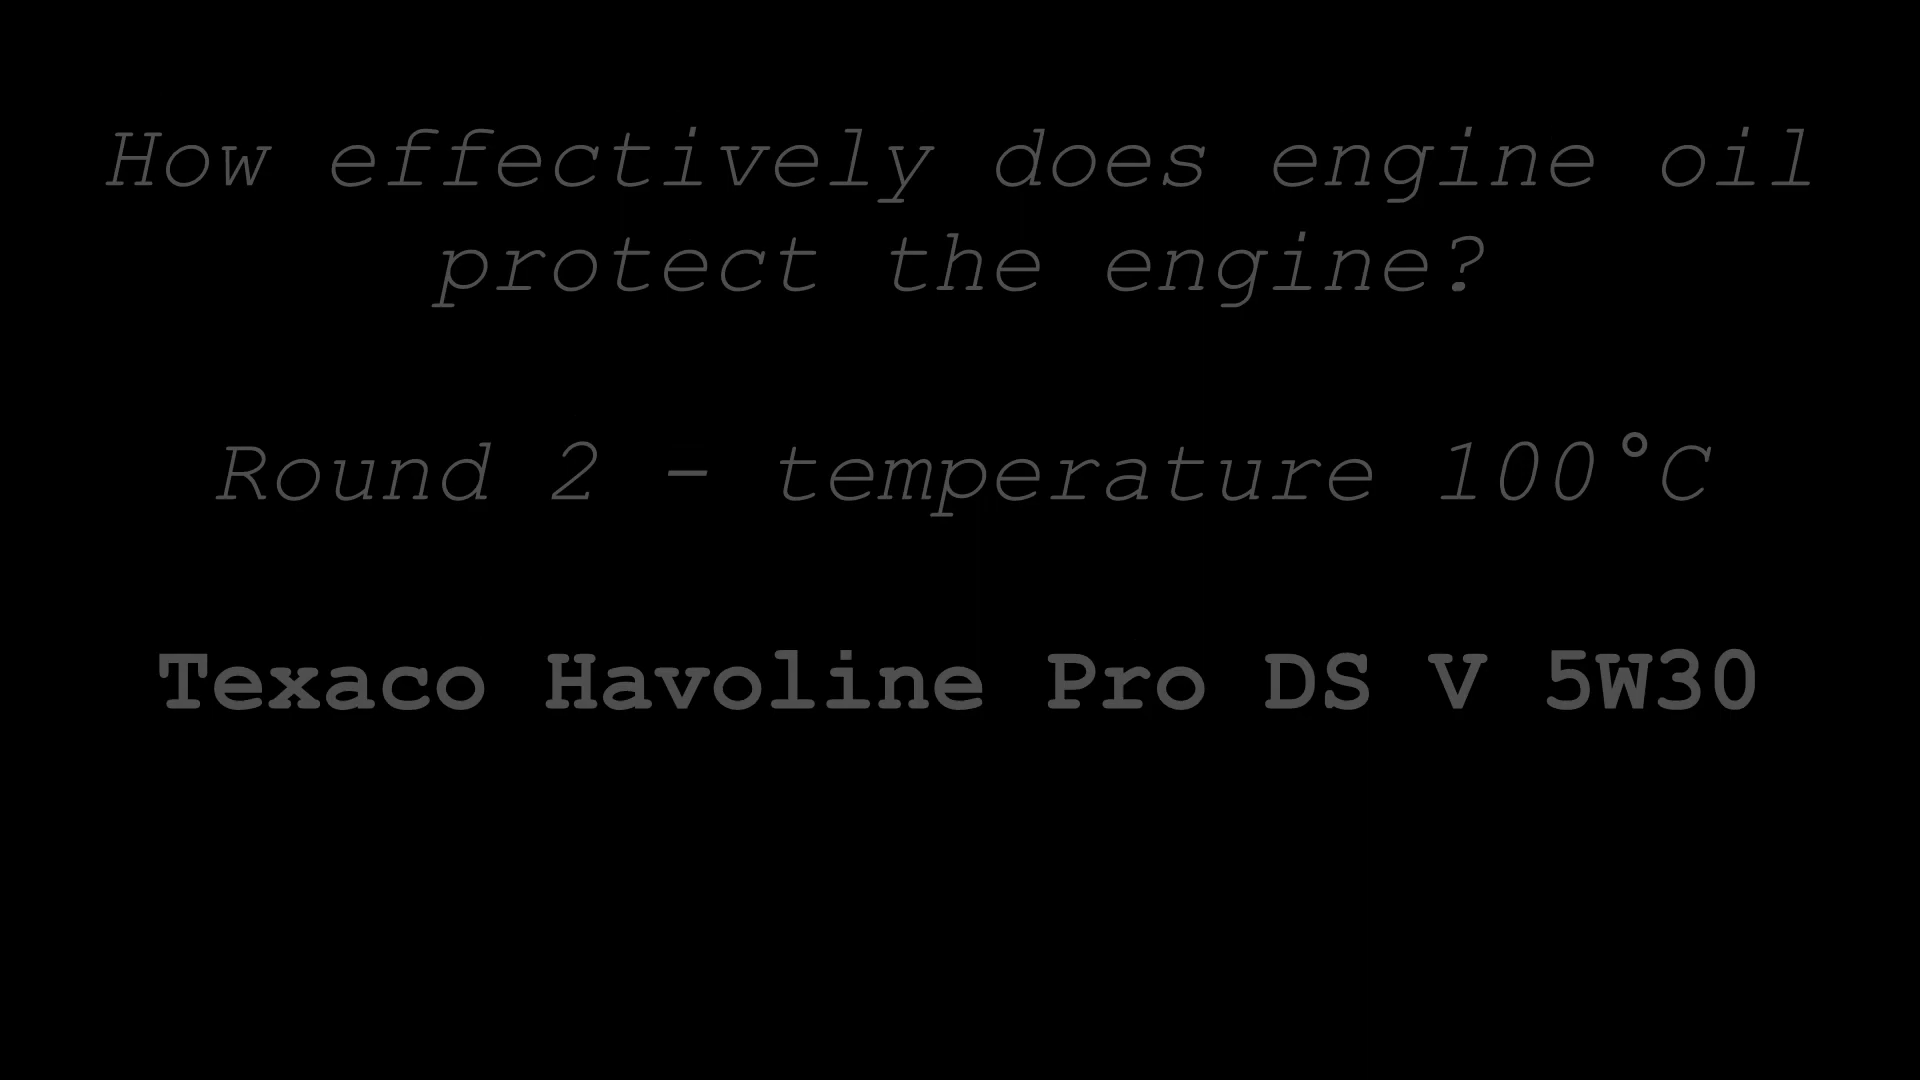 How effectively does engine oil
protect the engine?
Round 2 - temperature 100°C
Texaco Havoline Pro DS V 5W30